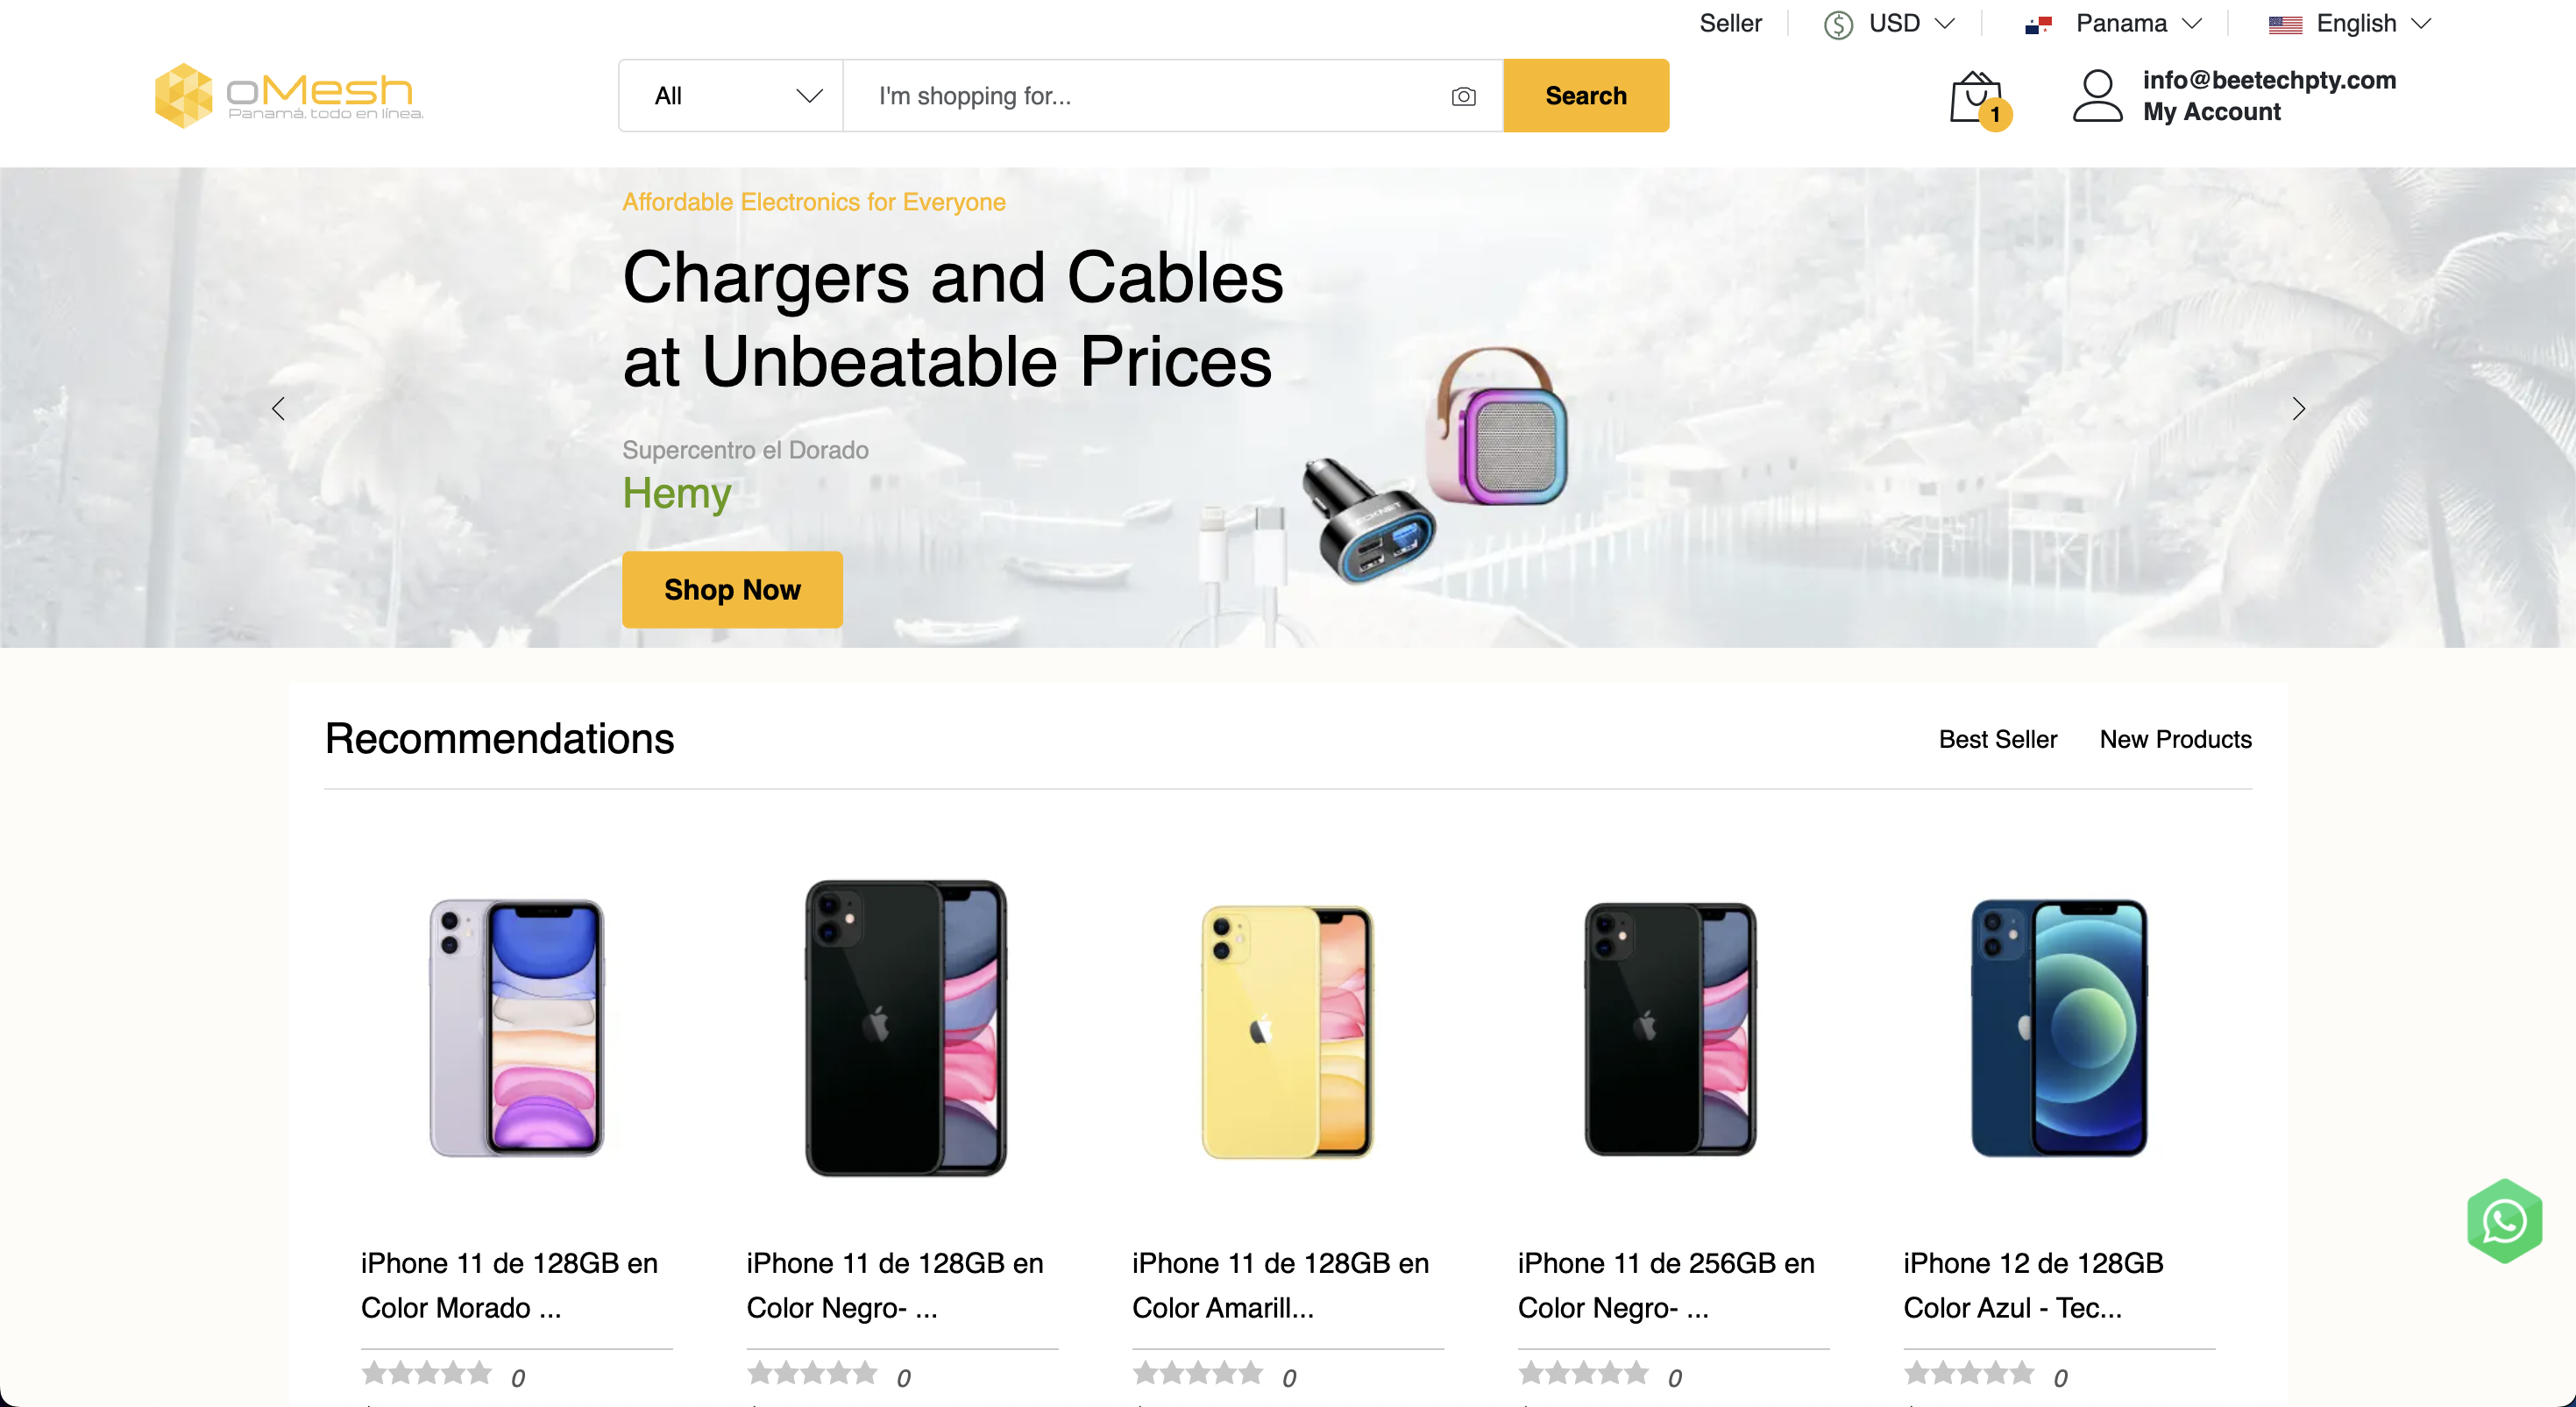 Seller
USD
Panama
English
oMesh
Panamá. todo en línea.
All
I'm shopping for...
Search
1
info@beetechpty.com
My Account
Affordable Electronics for Everyone
Chargers and Cables
at Unbeatable Prices
Supercentro el Dorado
Hemy
Shop Now
Recommendations
Best Seller
New Products
iPhone 11 de 128GB en
Color Morado ...
0
iPhone 11 de 128GB en
Color Negro- ...
0
iPhone 11 de 128GB en
Color Amarill...
0
iPhone 11 de 256GB en
Color Negro- ...
0
iPhone 12 de 128GB
Color Azul - Tec...
0